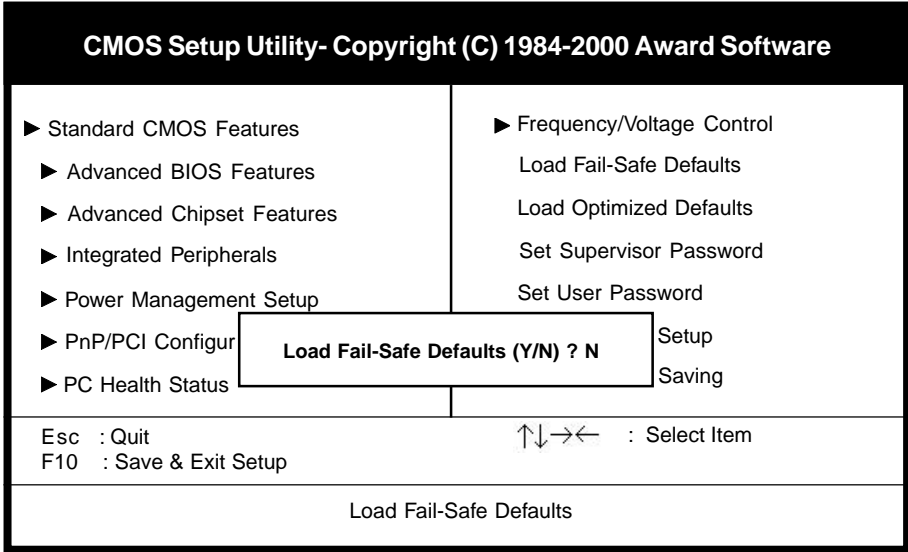 CMOS Setup Utility- Copyright (C) 1984-2000 Award Software
▶ Standard CMOS Features
▶ Advanced BIOS Features
▶ Advanced Chipset Features
▶ Integrated Peripherals
▶ Power Management Setup
▶ PnP/PCI Configur
▶ PC Health Status
▶ Frequency/Voltage Control
Load Fail-Safe Defaults
Load Optimized Defaults
Set Supervisor Password
Set User Password
Setup
Saving
Load Fail-Safe Defaults (Y/N) ? N
Esc : Quit
F10 : Save & Exit Setup
↑↓→← : Select Item
Load Fail-Safe Defaults